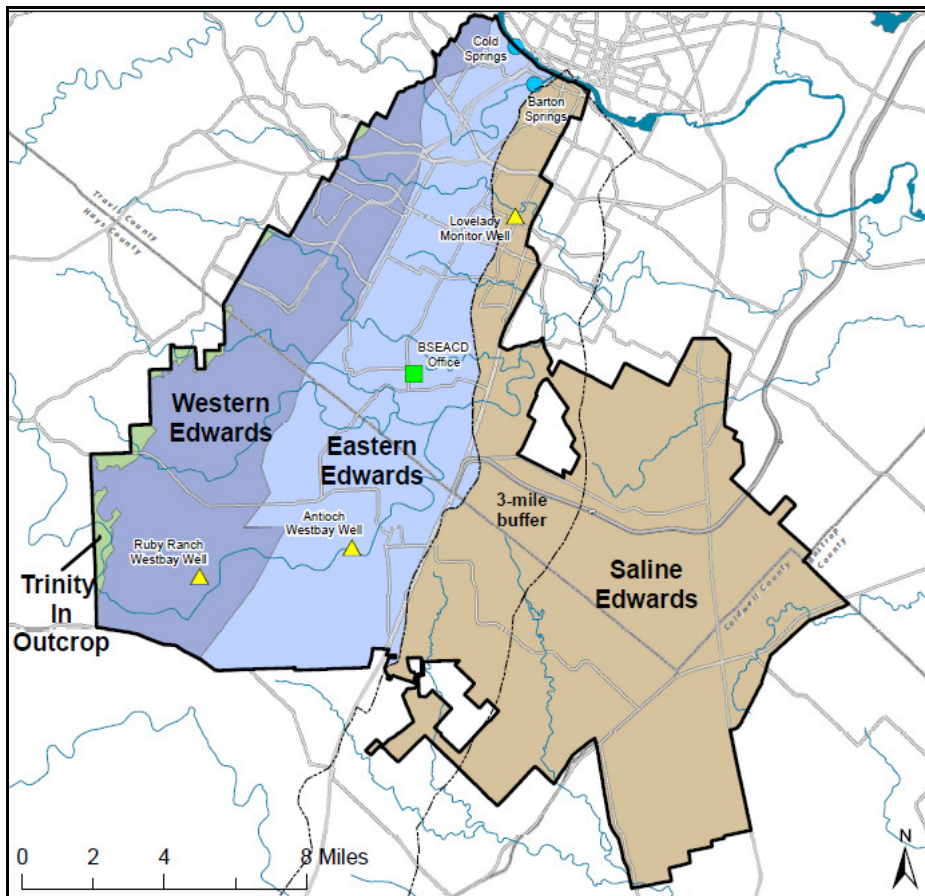 Cold
Springs
Barton
Springs
Travis County
Hays County
Lovelady
Monitor Well
BSEACD
Office
Western
Edwards
Eastern
Edwards
3-mile
buffer
Antioch
Westbay Well
Ruby Ranch
Westbay Well
Trinity
In
Outcrop
Saline
Edwards
Bastrop
County
Caldwell County
N
0 2 4 8 Miles